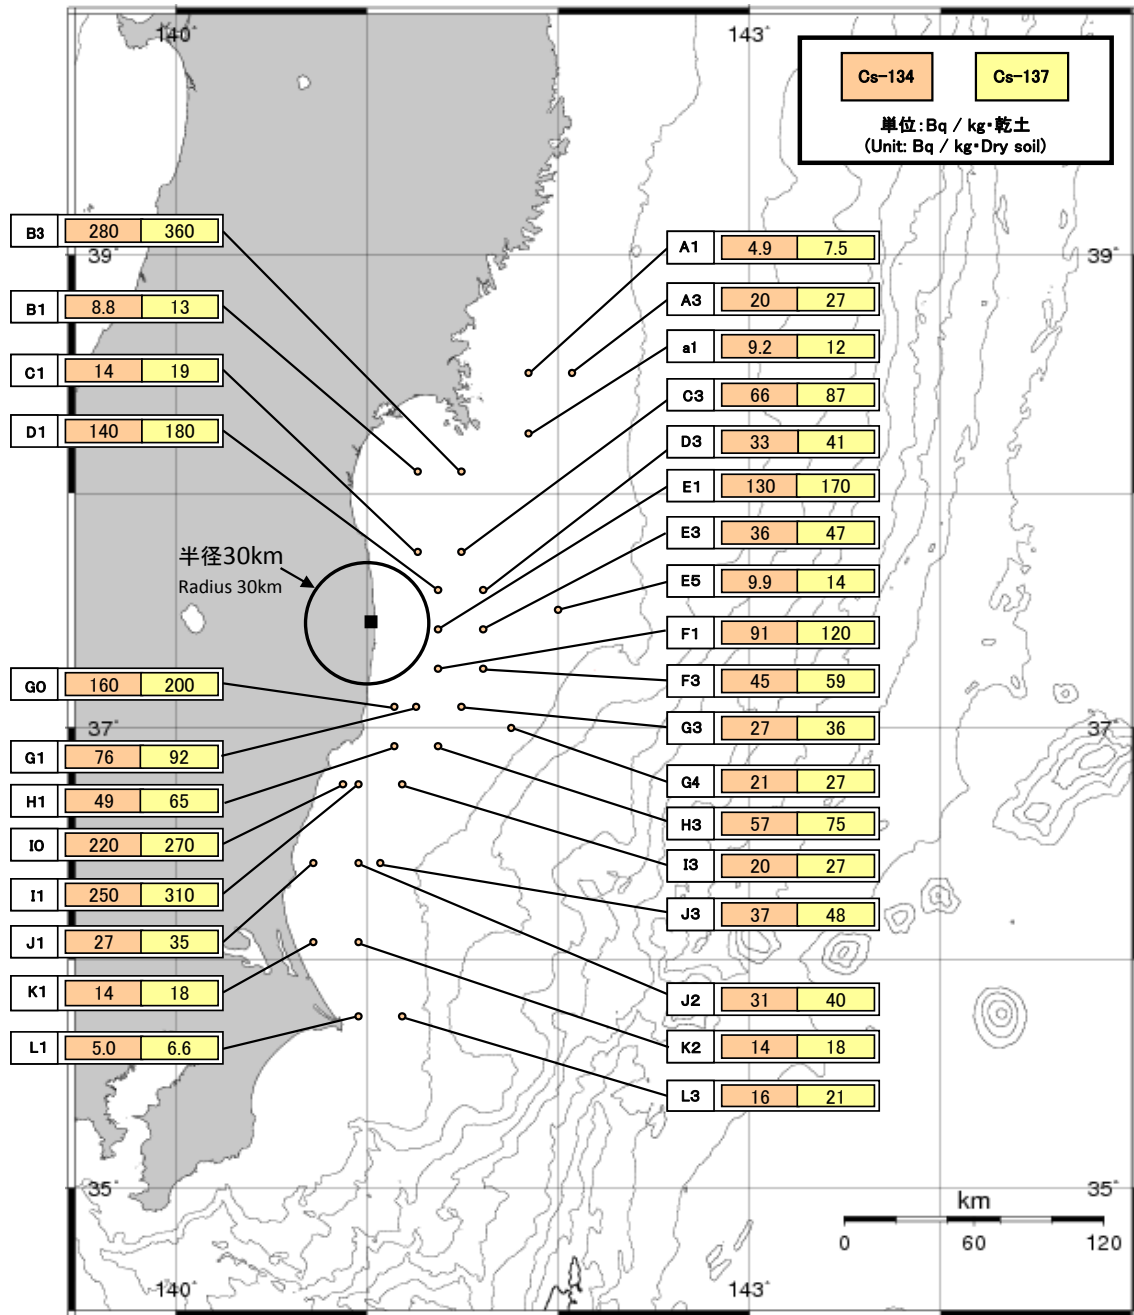 140°
143°
Cs-134
Cs-137
単位:Bq / kg・乾土
(Unit: Bq / kg・Dry soil)
B3 280 360
39°
39°
B1 8.8 13
C1 14 19
D1 140 180
A1 4.9 7.5
A3 20 27
a1 9.2 12
C3 66 87
D3 33 41
E1 130 170
E3 36 47
E5 9.9 14
F1 91 120
F3 45 59
G3 27 36
G4 21 27
H3 57 75
I3 20 27
J3 37 48
J2 31 40
K2 14 18
L3 16 21
半径30km
Radius 30km
G0 160 200
37°
37°
G1 76 92
H1 49 65
I0 220 270
I1 250 310
J1 27 35
K1 14 18
L1 5.0 6.6
35°
35°
km
0 60 120
140°
143°